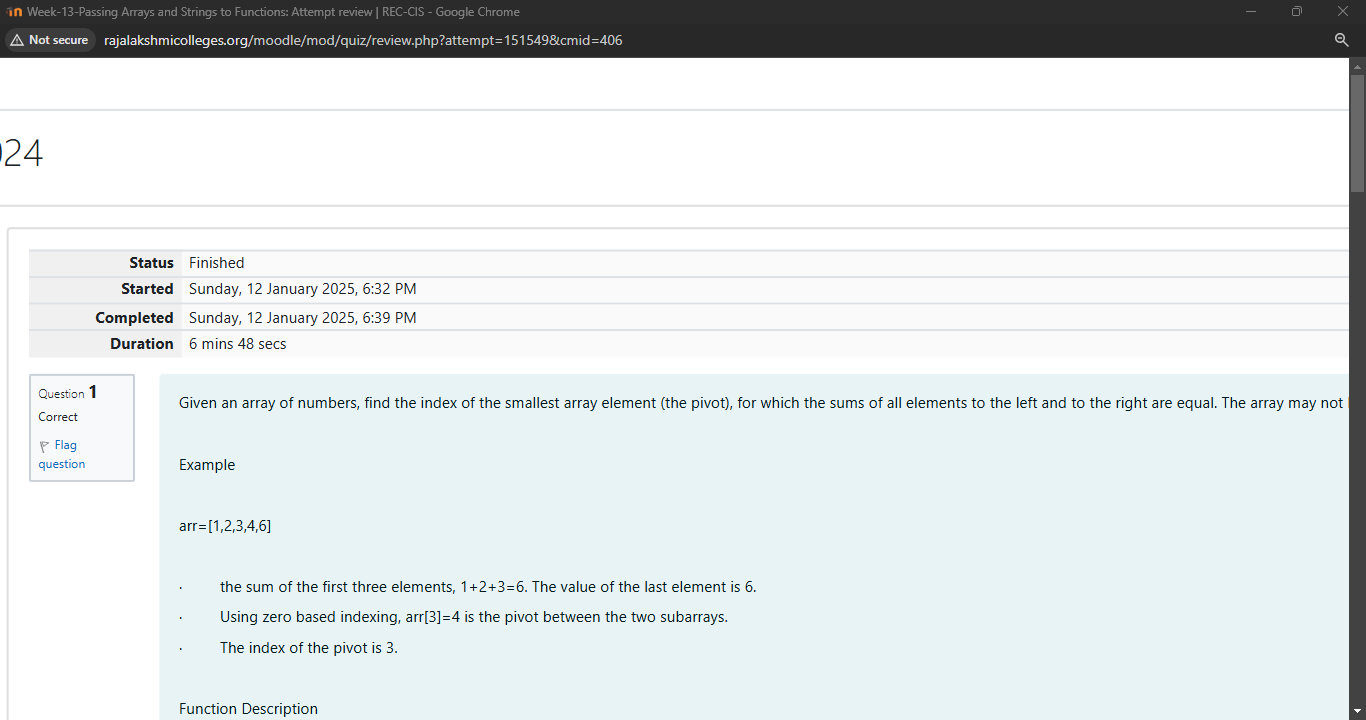 Week-13-Passing Arrays and Strings to Functions: Attempt review | REC-CIS - Google Chrome
Not secure rajalakshmicolleges.org/moodle/mod/quiz/review.php?attempt=151549&cmid=406
024
Status Finished
Started Sunday, 12 January 2025, 6:32 PM
Completed Sunday, 12 January 2025, 6:39 PM
Duration 6 mins 48 secs
Question 1
Correct
Flag
question
Given an array of numbers, find the index of the smallest array element (the pivot), for which the sums of all elements to the left and to the right are equal. The array may not
Example
arr=[1,2,3,4,6]
· the sum of the first three elements, 1+2+3=6. The value of the last element is 6.
· Using zero based indexing, arr[3]=4 is the pivot between the two subarrays.
· The index of the pivot is 3.
Function Description